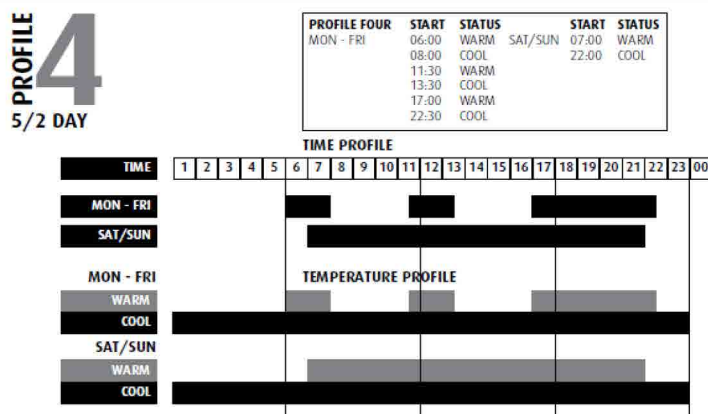 PROFILE 4
5/2 DAY
PROFILE FOUR START STATUS START STATUS
MON - FRI 06:00 WARM SAT/SUN 07:00 WARM
08:00 COOL 22:00 COOL
11:30 WARM
13:30 COOL
17:00 WARM
22:30 COOL
TIME PROFILE
TIME 1 2 3 4 5 6 7 8 9 10 11 12 13 14 15 16 17 18 19 20 21 22 23 00
MON - FRI
SAT/SUN
MON - FRI TEMPERATURE PROFILE
WARM
COOL
SAT/SUN
WARM
COOL